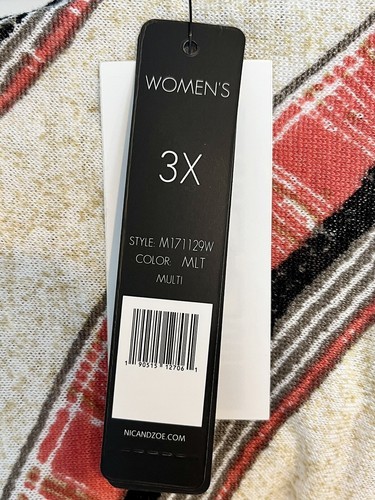 WOMEN'S
3X
STYLE: M171129W
COLOR: MLT
MULTI
1 90515 12706 1
NICANDZOE.COM